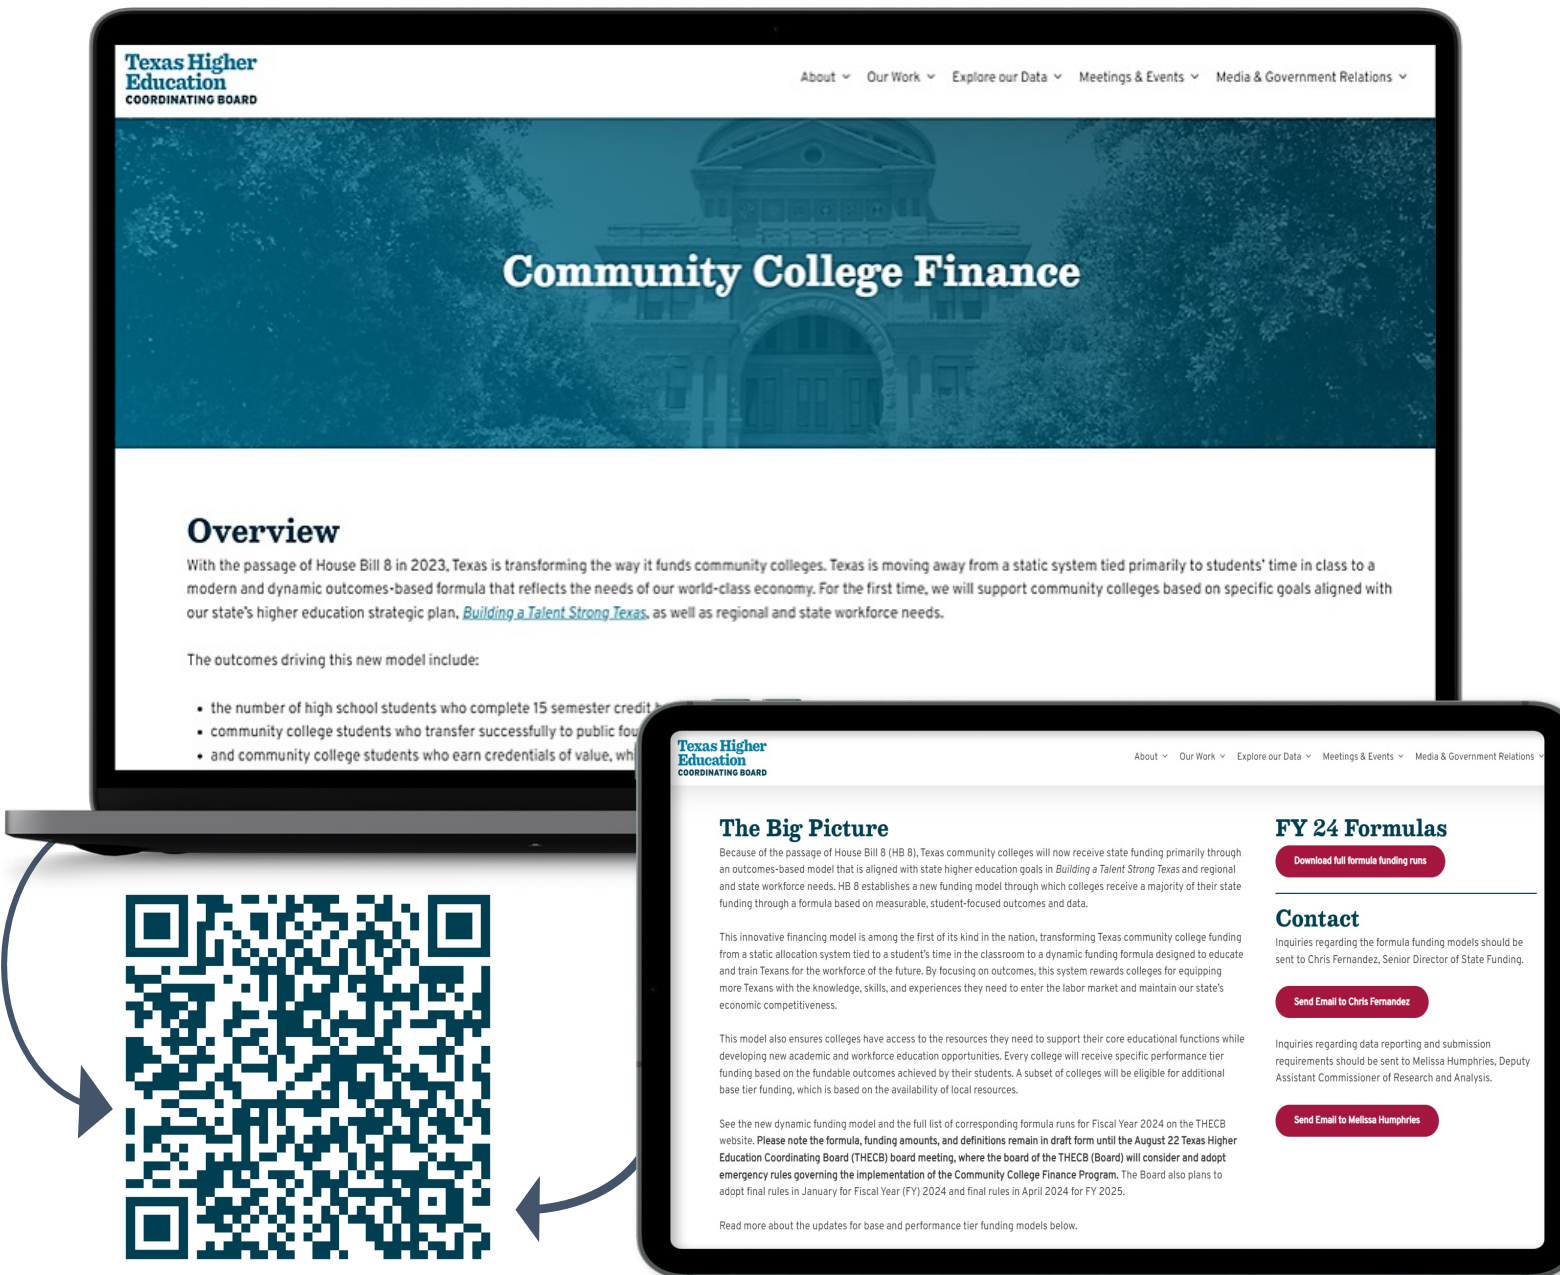 Texas Higher
Education
COORDINATING BOARD
About
Our Work
Explore our Data
Meetings & Events
Media & Government Relations
Community College Finance
Overview
With the passage of House Bill 8 in 2023, Texas is transforming the way it funds community colleges. Texas is moving away from a static system tied primarily to students' time in class to a
modern and dynamic outcomes-based formula that reflects the needs of our world-class economy. For the first time, we will support community colleges based on specific goals aligned with
our state's higher education strategic plan, Building a Talent Strong Texas, as well as regional and state workforce needs.
The outcomes driving this new model include:
• the number of high school students who complete 15 semester credit
• community college students who transfer successfully to public
• and community college students who earn credentials of value,
Texas Higher
Education
COORDINATING BOARD
About
Our Work
Explore our Data
Meetings & Events
Media & Government Relations
The Big Picture
Because of the passage of House Bill 8 (HB 8), Texas community colleges will now receive state funding primarily through
an outcomes-based model that is aligned with state higher education goals in Building a Talent Strong Texas and regional
and state workforce needs. HB 8 establishes a new funding model through which colleges receive a majority of their state
funding through a formula based on measurable, student-focused outcomes and data.
This innovative financing model is among the first of its kind in the nation, transforming Texas community college funding
from a static allocation system tied to a student's time in the classroom to a dynamic funding formula designed to educate
and train Texans for the workforce of the future. By focusing on outcomes, this system rewards colleges for equipping
more Texans with the knowledge, skills, and experiences they need to enter the labor market and maintain our state's
economic competitiveness.
This model also ensures colleges have access to the resources they need to support their core educational functions while
developing new academic and workforce education opportunities. Every college will receive specific performance tier
funding based on the fundable outcomes achieved by their students. A subset of colleges will be eligible for additional
base tier funding, which is based on the availability of local resources.
See the new dynamic funding model and the full list of corresponding formula runs for Fiscal Year 2024 on the THECB
website. Please note the formula, funding amounts, and definitions remain in draft form until the August 22 Texas Higher
Education Coordinating Board (THECB) board meeting, where the board of the THECB (Board) will consider and adopt
emergency rules governing the implementation of the Community College Finance Program. The Board also plans to
adopt final rules in January for Fiscal Year (FY) 2024 and final rules in April 2024 for FY 2025.
Read more about the updates for base and performance tier funding models below.
FY 24 Formulas
Download full formula funding runs
Contact
Inquiries regarding the formula funding models should be
sent to Chris Fernandez, Senior Director of State Funding.
Send Email to Chris Fernandez
Inquiries regarding data reporting and submission
requirements should be sent to Melissa Humphries, Deputy
Assistant Commissioner of Research and Analysis.
Send Email to Melissa Humphries